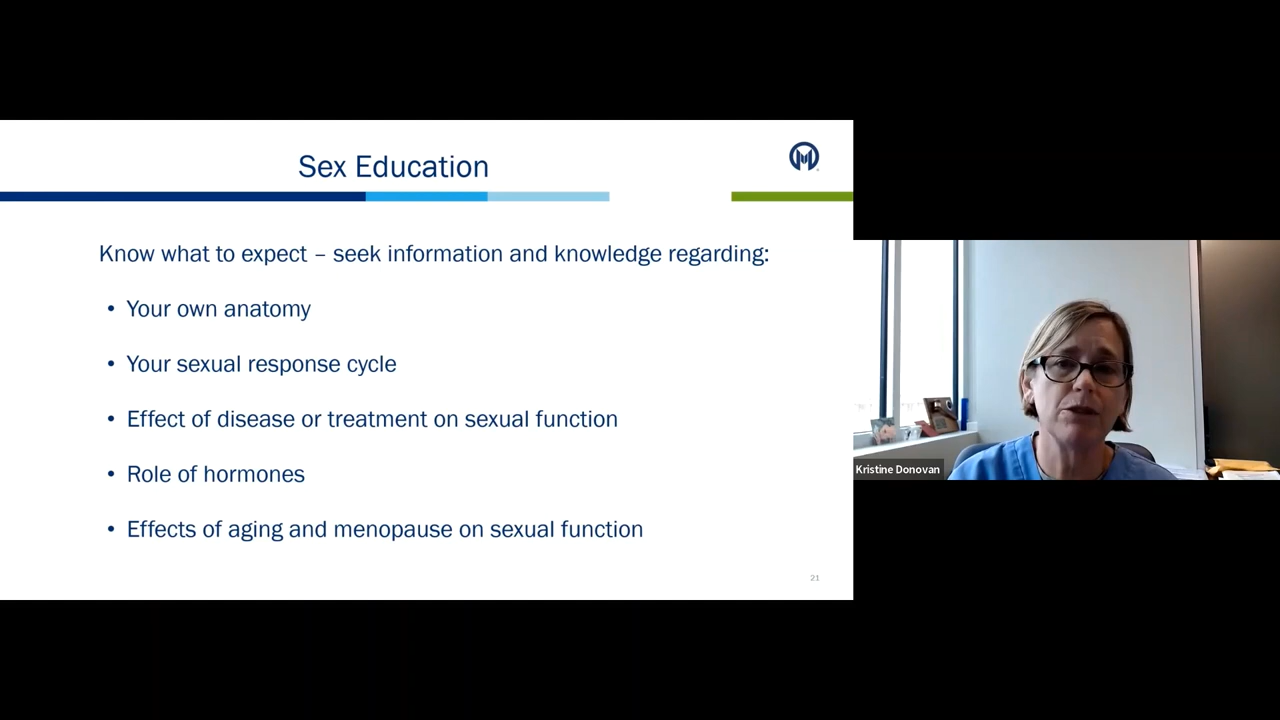 Sex Education
Know what to expect – seek information and knowledge regarding:
• Your own anatomy
• Your sexual response cycle
• Effect of disease or treatment on sexual function
• Role of hormones
• Effects of aging and menopause on sexual function
21
Kristine Donovan